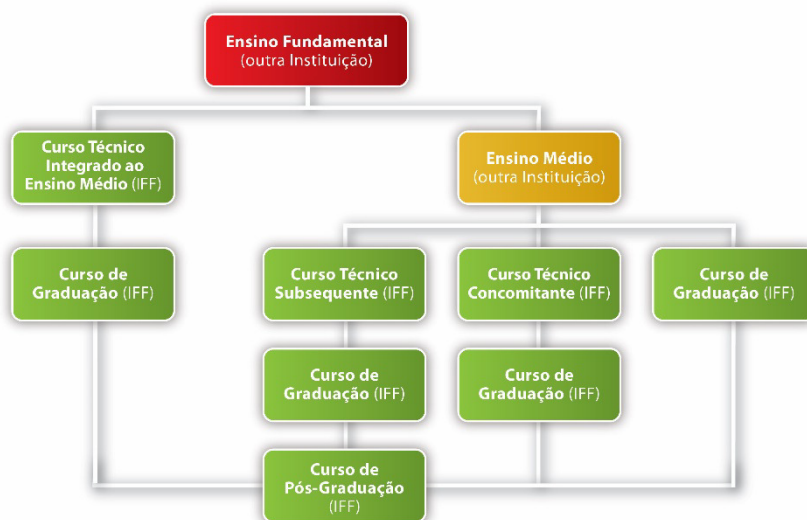 Ensino Fundamental
(outra Instituição)
Curso Técnico
Integrado ao
Ensino Médio (IFF)
Ensino Médio
(outra Instituição)
Curso de
Graduação (IFF)
Curso Técnico
Subsequente (IFF)
Curso Técnico
Concomitante (IFF)
Curso de
Graduação (IFF)
Curso de
Graduação (IFF)
Curso de
Graduação (IFF)
Curso de
Pós-Graduação
(IFF)